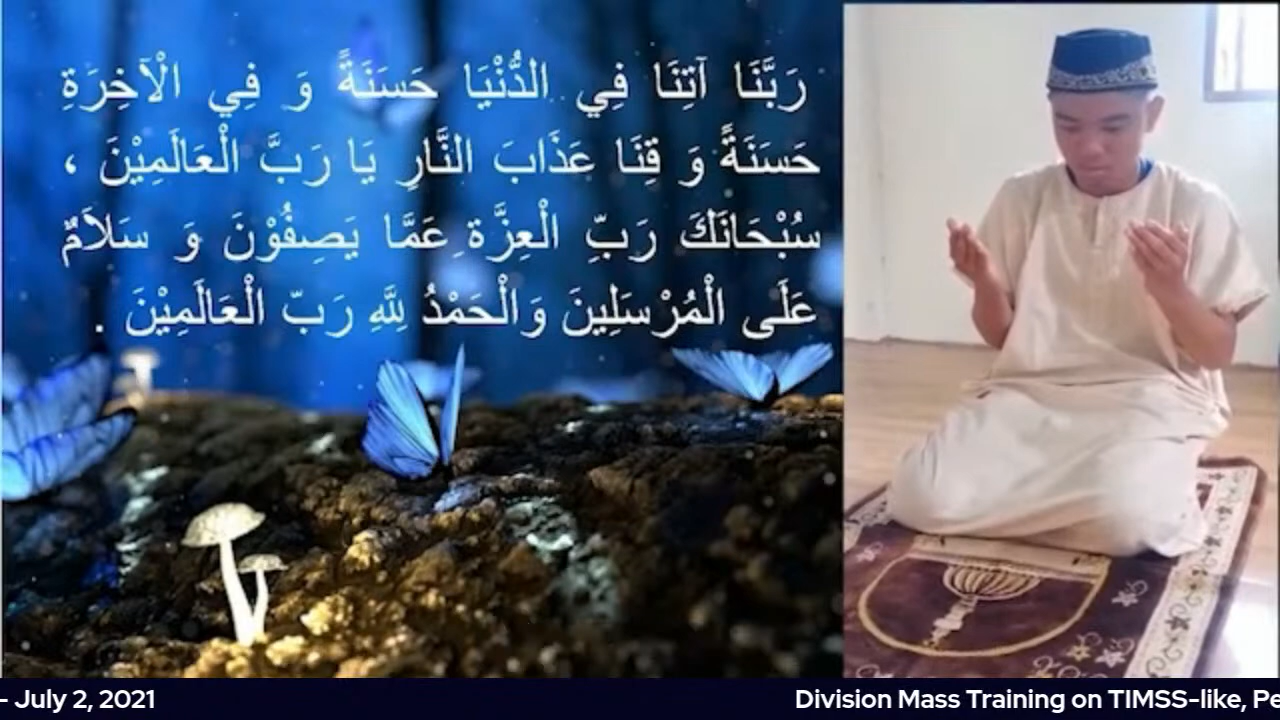 رَبَّنَا آتِنَا فِي الدُّنْيَا حَسَنَةً وَ فِي الْآخِرَةِ
حَسَنَةً وَ قِنَا عَذَابَ النَّارِ يَا رَبَّ الْعَالَمِيْنَ ،
سُبْحَانَكَ رَبِّ الْعِزَّة ِعَمَّا يَصِفُوْنَ وَ سَلاَمٌ
عَلَى الْمُرْسَلِينَ وَالْحَمْدُ لِلَّهِ رَبّ الْعَالَمِيْنَ .
- July 2, 2021 Division Mass Training on TIMSS-like, Pe